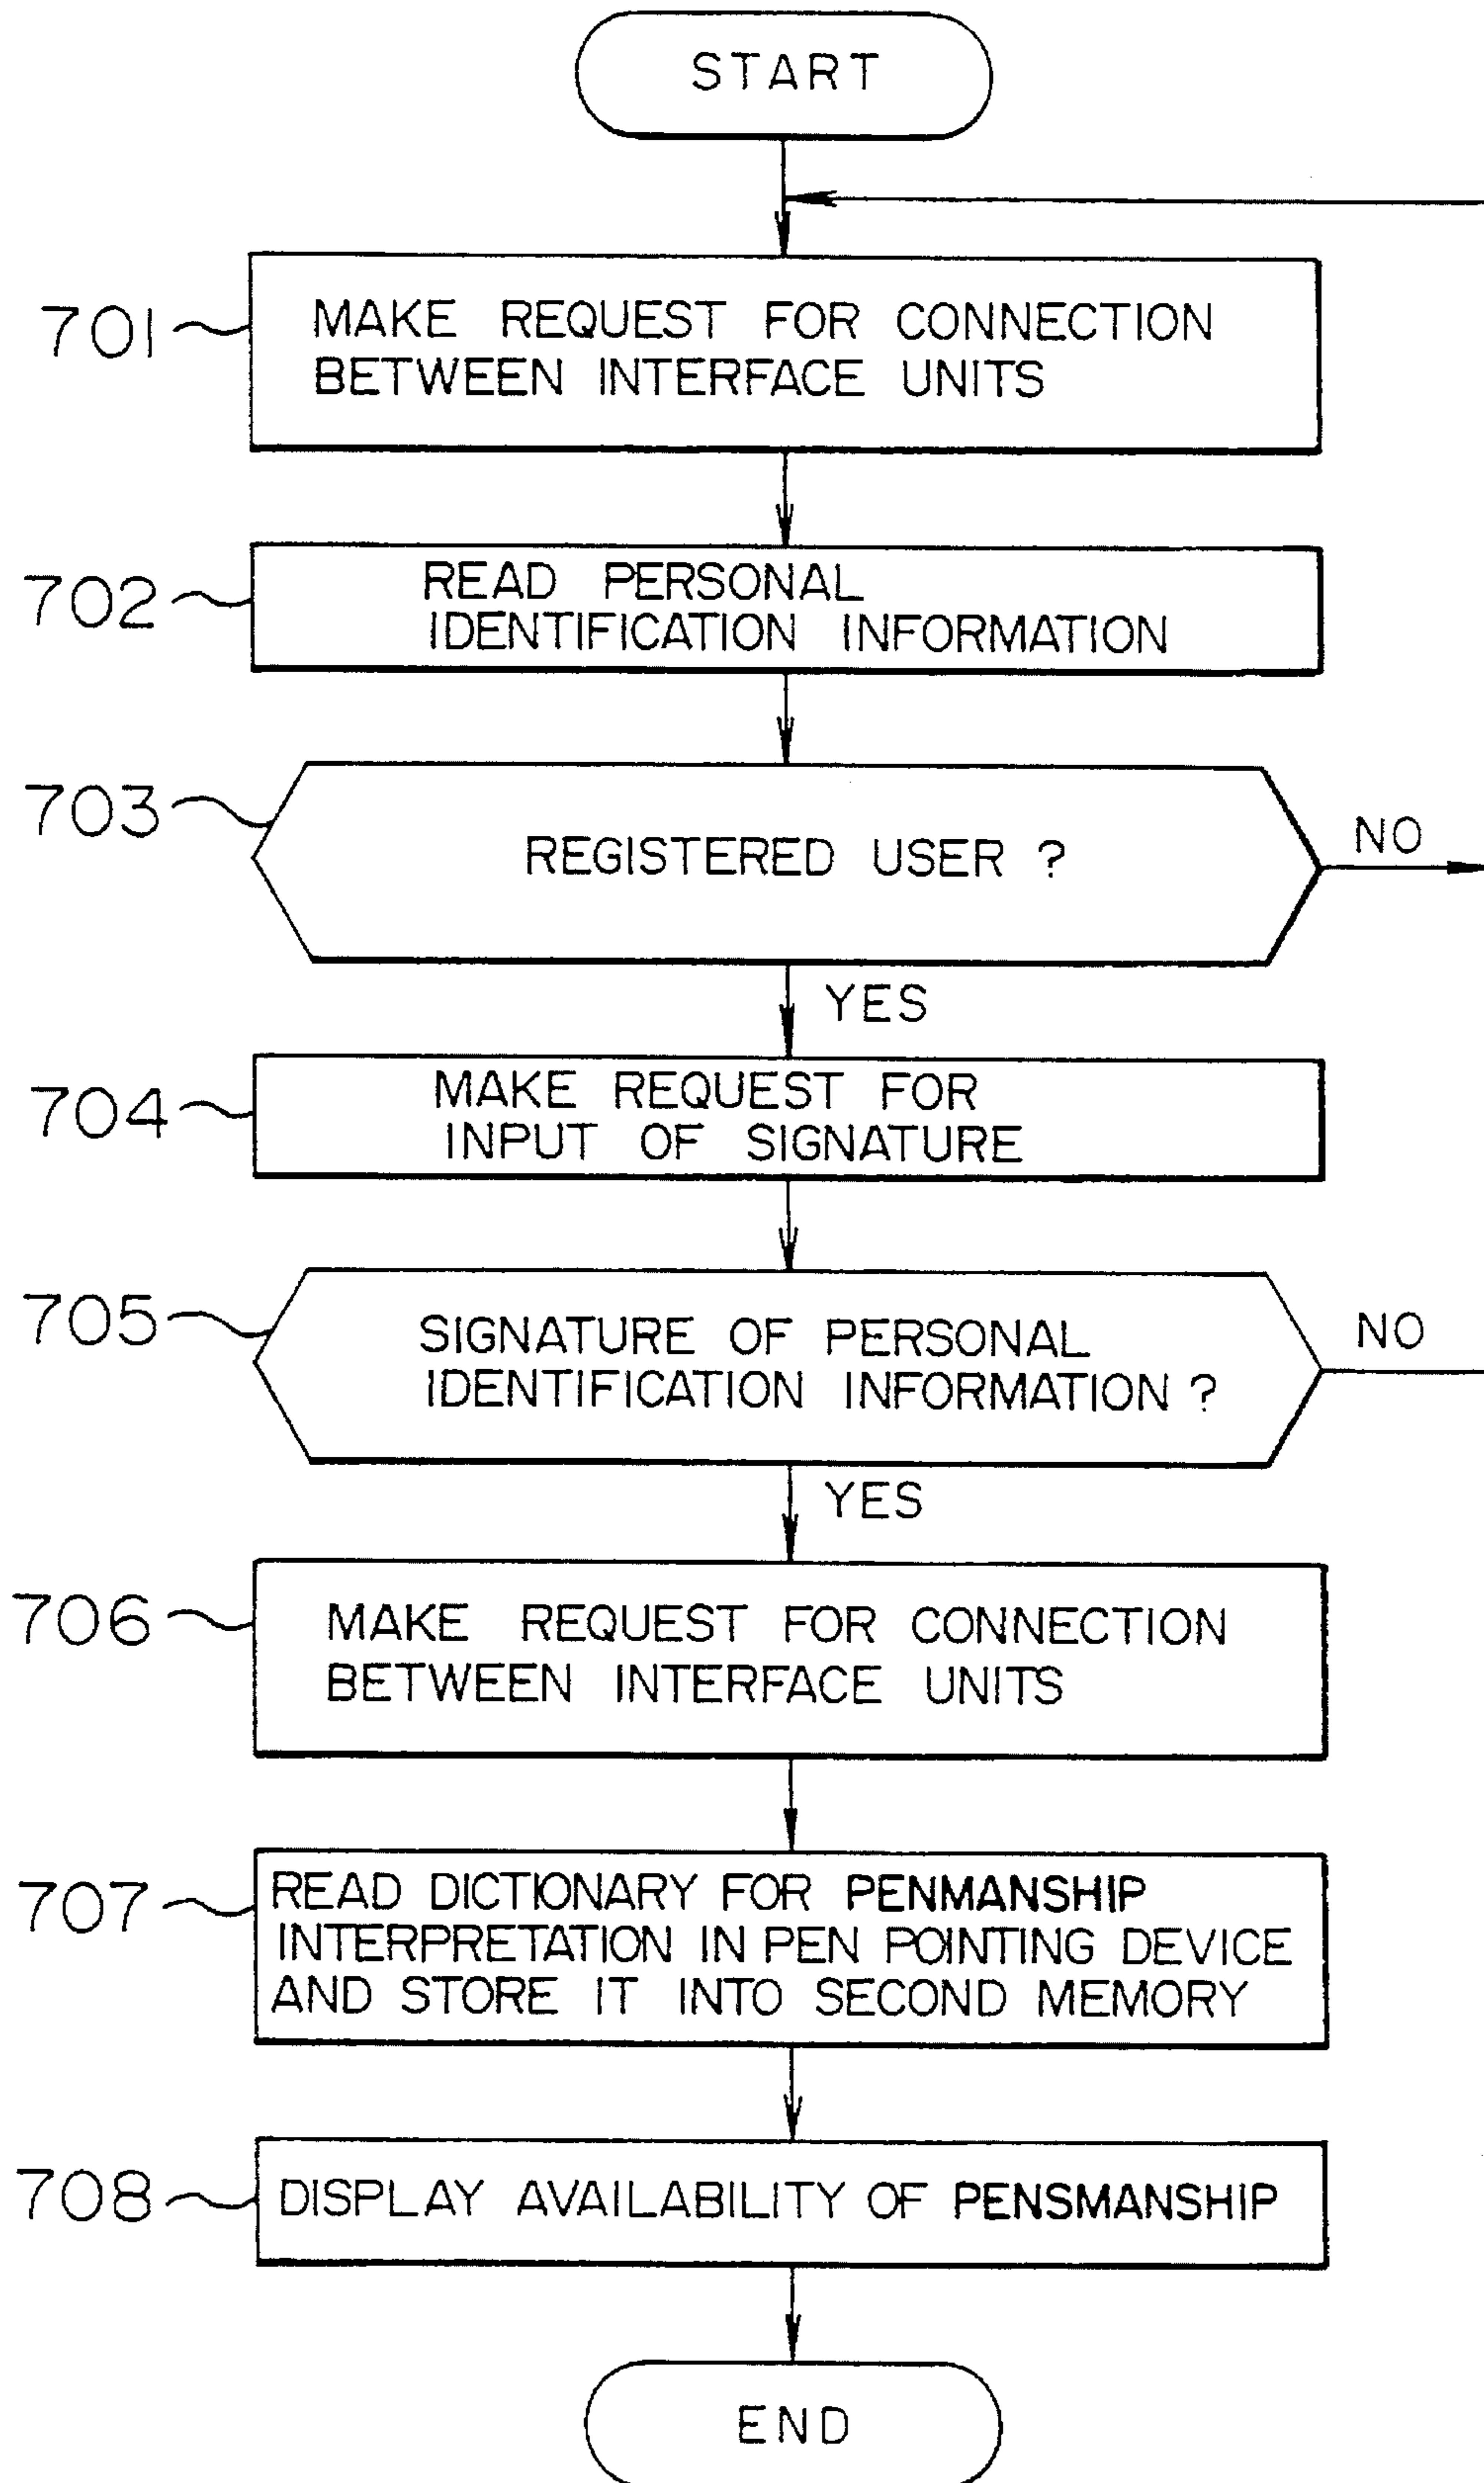 START
701
MAKE REQUEST FOR CONNECTION
BETWEEN INTERFACE UNITS
702
READ PERSONAL
IDENTIFICATION INFORMATION
703
REGISTERED USER ?
NO
YES
704
MAKE REQUEST FOR
INPUT OF SIGNATURE
705
SIGNATURE OF PERSONAL
IDENTIFICATION INFORMATION ?
NO
YES
706
MAKE REQUEST FOR CONNECTION
BETWEEN INTERFACE UNITS
707
READ DICTIONARY FOR PENMANSHIP
INTERPRETATION IN PEN POINTING DEVICE
AND STORE IT INTO SECOND MEMORY
708
DISPLAY AVAILABILITY OF PENSMANSHIP
END